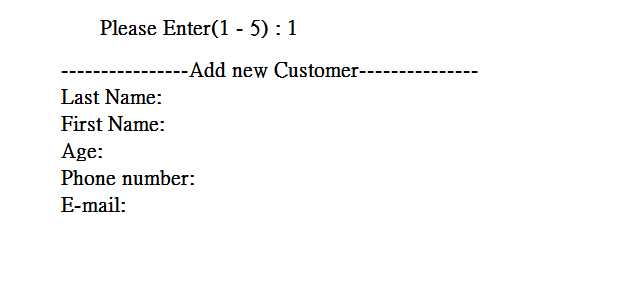 Please Enter(1 - 5) : 1
----------------Add new Customer---------------
Last Name:
First Name:
Age:
Phone number:
E-mail: